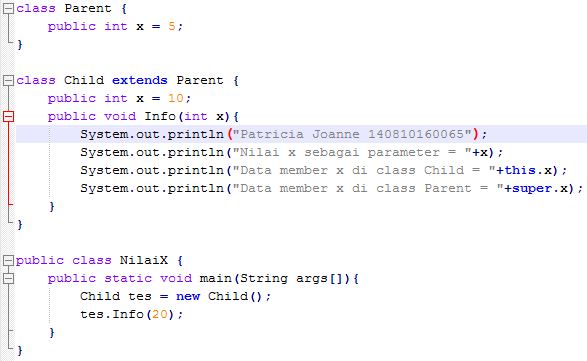 class Parent {
    public int x = 5;
}
class Child extends Parent {
    public int x = 10;
    public void Info(int x){
        System.out.println("Patricia Joanne 140810160065");
        System.out.println("Nilai x sebagai parameter = "+x);
        System.out.println("Data member x di class Child = "+this.x);
        System.out.println("Data member x di class Parent = "+super.x);
    }
}
public class NilaiX {
    public static void main(String args[]){
        Child tes = new Child();
        tes.Info(20);
    }
}